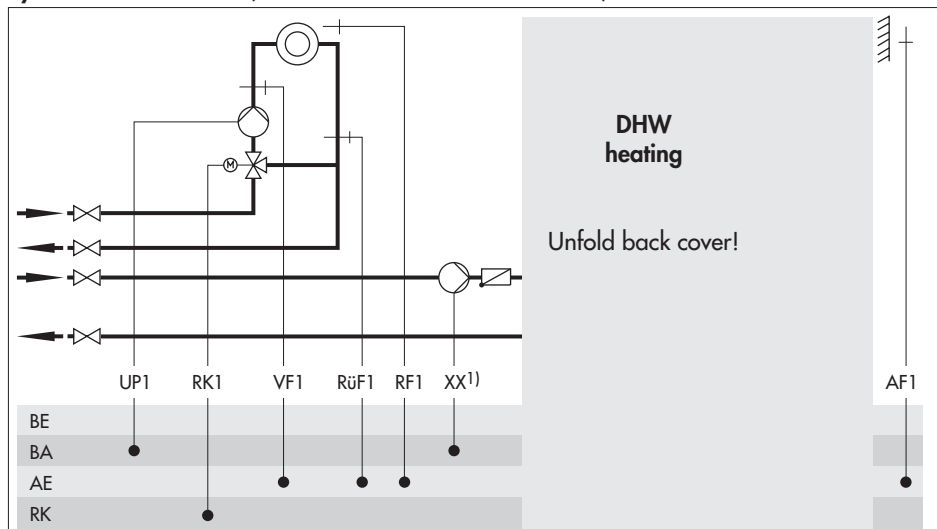 DHW
heating
M
Unfold back cover!
UP1 RK1 VF1 RüF1 RF1 XX1) AF1
BE
BA
AE
RK